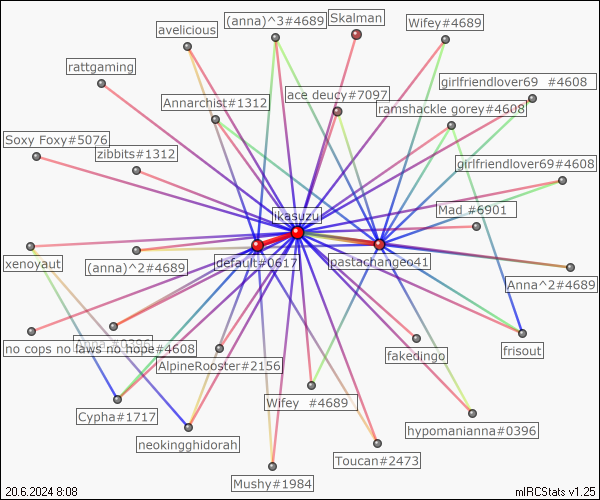 Skalman
(anna)^3#4689
Wifey#4689
avelicious
rattgaming
girlfriendlover69 #4608
ace deucy#7097
Annarchist#1312
ramshackle gorey#4608
Soxy Foxy#5076
zibbits#1312
girlfriendlover69#4608
likasuzu
Mad #6901
xenoyaut
(anna)^2#4689
default#0617
pastachangeo41
Anna^2#4689
Anna #0396
no cops no laws no hope#4608
AlpineRooster#2156
fakedingo
frisout
Wifey #4689
Cypha#1717
hypomanianna#0396
neokingghidorah
Toucan#2473
Mushy#1984
20.6.2024 8:08
mIRCStats v1.25